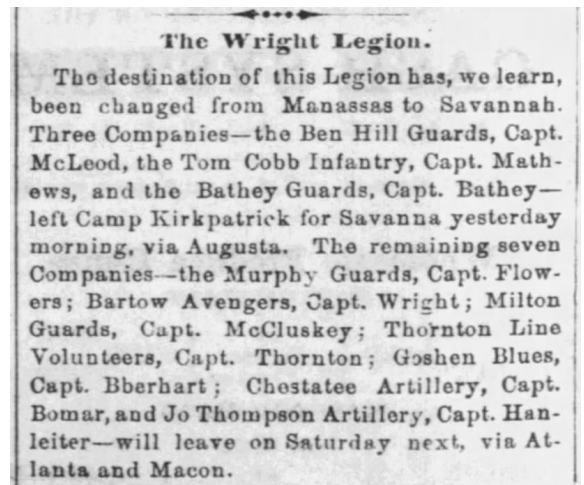 The Wright Legion.
The destination of this Legion has, we learn,
been changed from Manassas to Savannah.
Three Companies—the Ben Hill Guards, Capt.
McLeod, the Tom Cobb Infantry, Capt. Math-
ews, and the Bathey Guards, Capt. Bathey—
left Camp Kirkpatrick for Savanna yesterday
morning, via Augusta. The remaining seven
Companies—the Murphy Guards, Capt. Flow-
ers; Bartow Avengers, Capt. Wright; Milton
Guards, Capt. McCluskey; Thornton Line
Volunteers, Capt. Thornton; Goshen Blues,
Capt. Bberhart; Chestatee Artillery, Capt.
Bomar, and Jo Thompson Artillery, Capt. Han-
leiter—will leave on Saturday next, via At-
lanta and Macon.